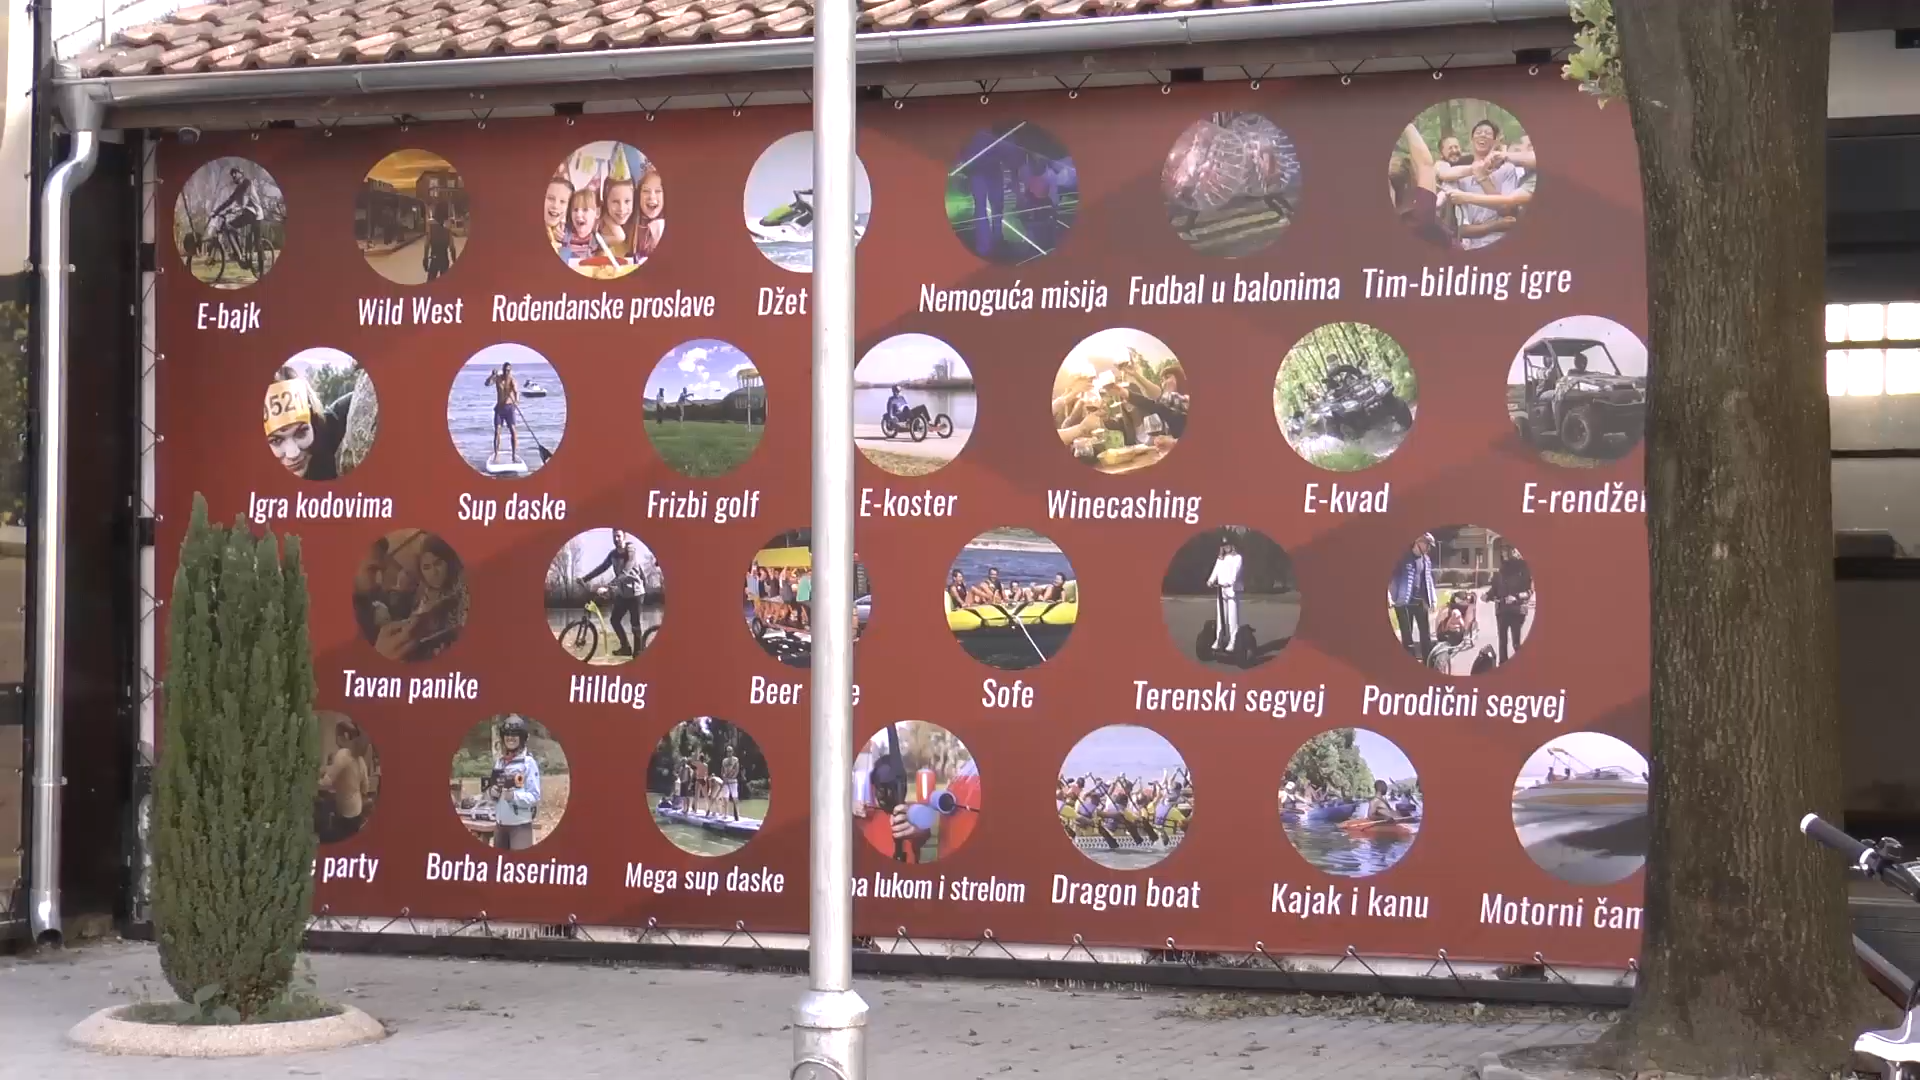 E-bajk
Wild West
Rođendanske proslave
Džet
Nemoguća misija
Fudbal u balonima
Tim-bilding igre
Igra kodovima
Sup daske
Frizbi golf
E-koster
Winecashing
E-kvad
E-rendžer
Tavan panike
Hilldog
Beer
Sofe
Terenski segvej
Porodični segvej
party
Borba laserima
Mega sup daske
lukom i strelom
Dragon boat
Kajak i kanu
Motorni čam